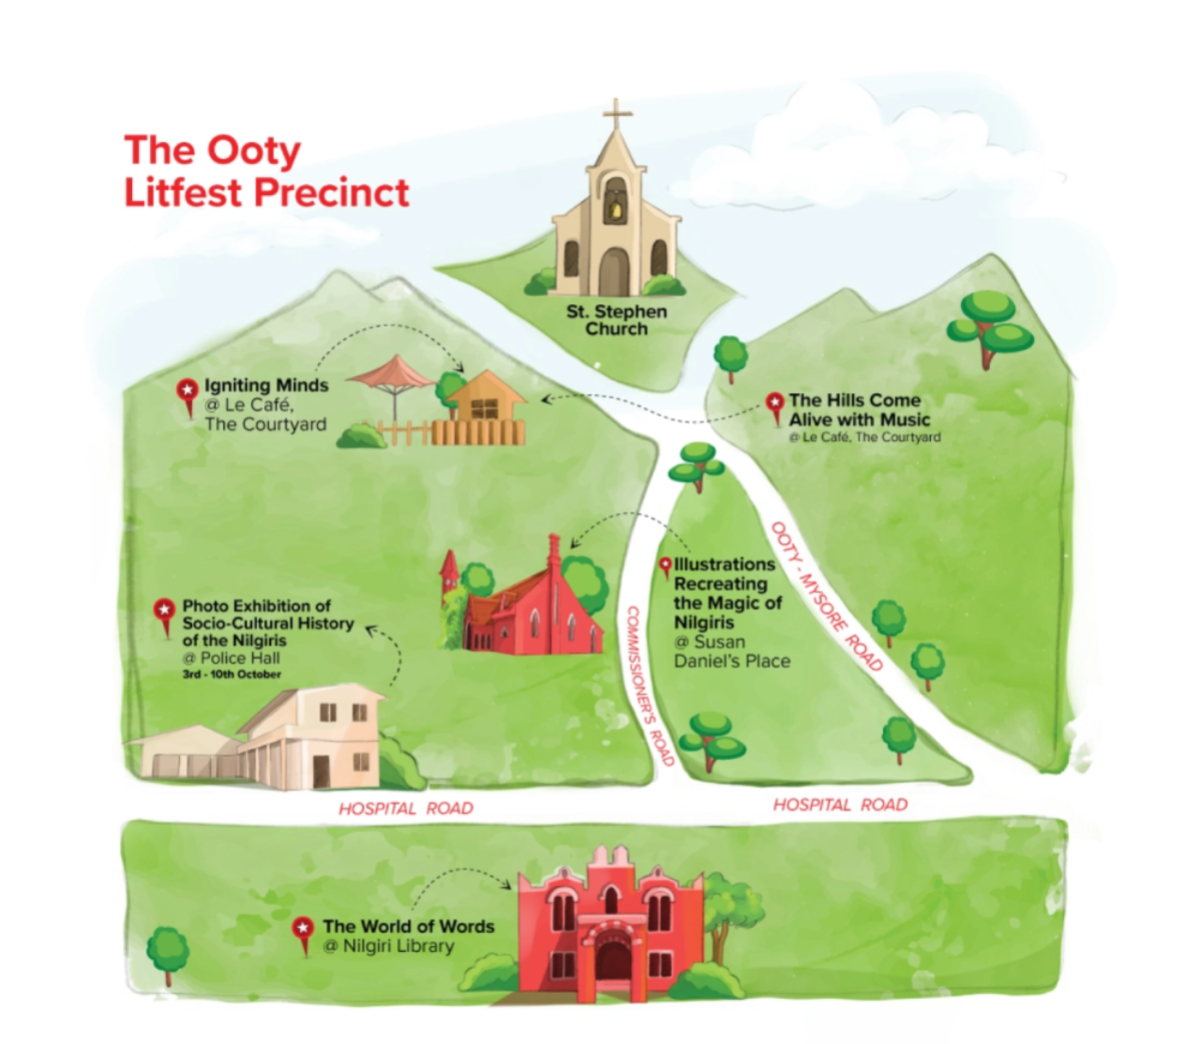 The Ooty
Litfest Precinct
St. Stephen
Church
Igniting Minds
@ Le Café,
The Courtyard
The Hills Come
Alive with Music
@ Le Café, The Courtyard
Illustrations
Recreating
the Magic of
Nilgiris
@ Susan
Daniel's Place
OOTY - MYSORE ROAD
COMMISSIONER'S ROAD
Photo Exhibition of
Socio-Cultural History
of the Nilgiris
@ Police Hall
3rd - 10th October
HOSPITAL ROAD
HOSPITAL ROAD
The World of Words
@ Nilgiri Library